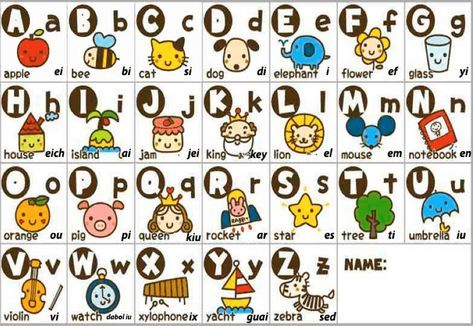 A a B b C c D d E e F f G g
apple ei bee bi cat si dog di elephant i flower ef glass yi
H h I i J j K k L l M m N n
house eich island ai jam jei king key lion el mouse em notebook en
O o P p Q q R r S s T t U u
orange ou pig pi queen kiu rocket ar star es tree ti umbrella iu
V v W w X x Y y Z z NAME:
violin vi watch dabol iu xylophone ix yacht guai zebra sed